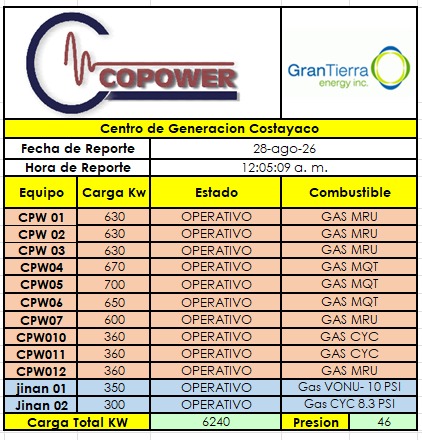 COPOWER
GranTierra
energy inc.
Centro de Generacion Costayaco
Fecha de Reporte 28-ago-26
Hora de Reporte 12:05:09 a. m.
Equipo Carga Kw Estado Combustible
CPW 01 630 OPERATIVO GAS MRU
CPW 02 630 OPERATIVO GAS MRU
CPW 03 630 OPERATIVO GAS MRU
CPW04 670 OPERATIVO GAS MQT
CPW05 700 OPERATIVO GAS MQT
CPW06 650 OPERATIVO GAS MQT
CPW07 600 OPERATIVO GAS MRU
CPW010 360 OPERATIVO GAS CYC
CPW011 360 OPERATIVO GAS CYC
CPW012 360 OPERATIVO GAS MRU
jinan 01 350 OPERATIVO Gas VONU- 10 PSI
Jinan 02 300 OPERATIVO Gas CYC 8.3 PSI
Carga Total KW 6240 Presion 46